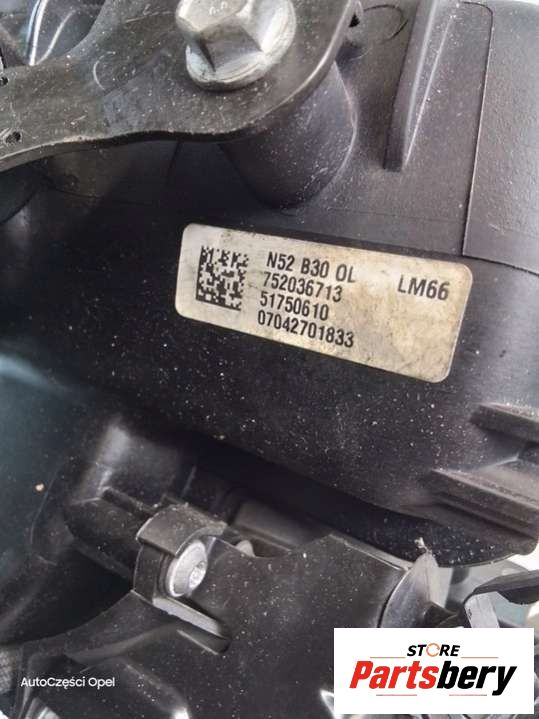 N52 B30 OL LM66
752036713
51750610
07042701833
AutoCzęści Opel
STORE
Partsbery